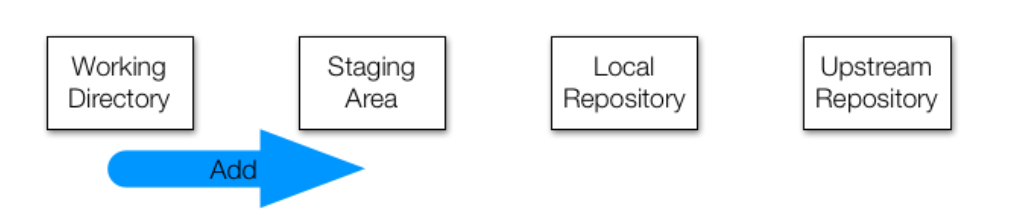 Working
Directory
Staging
Area
Local
Repository
Upstream
Repository
Add